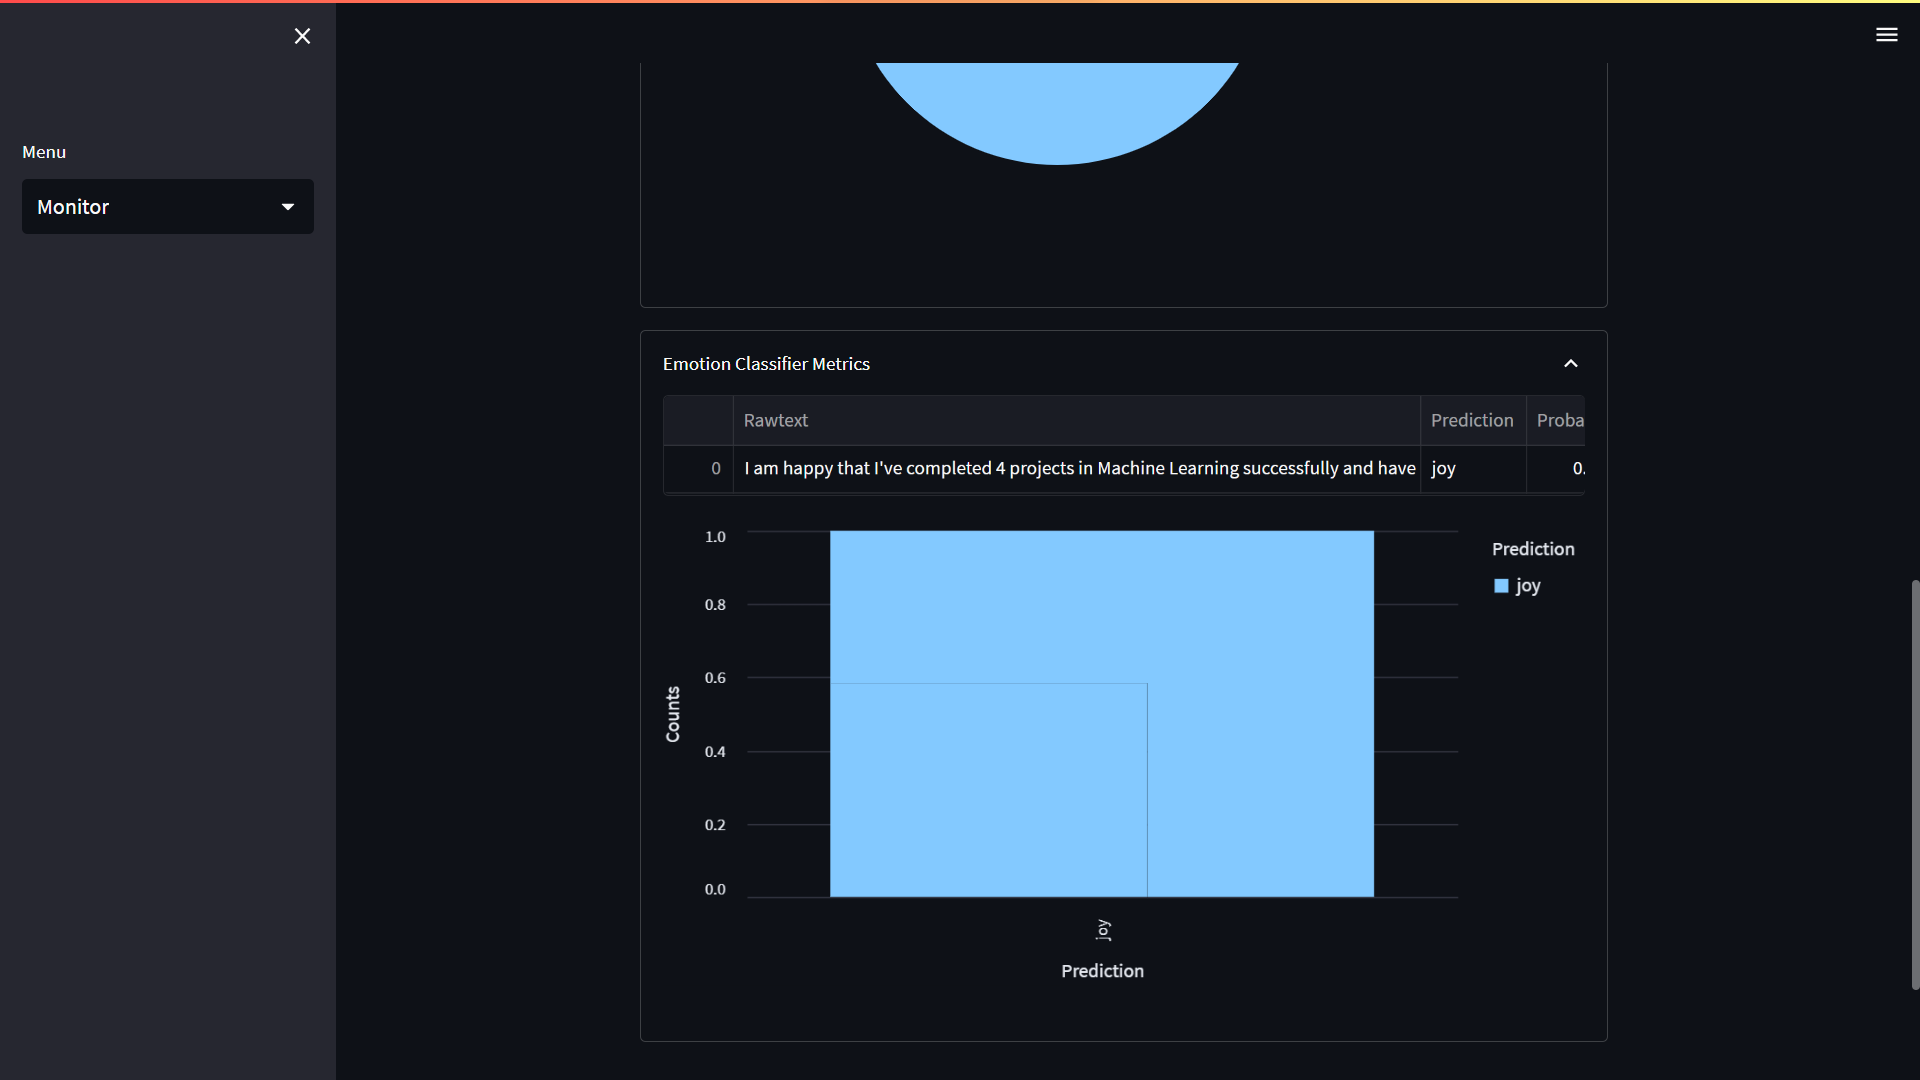 Menu
Monitor
Emotion Classifier Metrics
Rawtext Prediction Proba
0 I am happy that I've completed 4 projects in Machine Learning successfully and have joy 0.
1.0
0.8
0.6
0.4
0.2
0.0
Counts
joy
Prediction
Prediction
joy